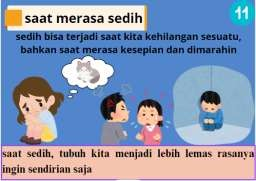 saat merasa sedih
11
sedih bisa terjadi saat kita kehilangan sesuatu,
bahkan saat merasa kesepian dan dimarahin
saat sedih, tubuh kita menjadi lebih lemas rasanya
ingin sendirian saja